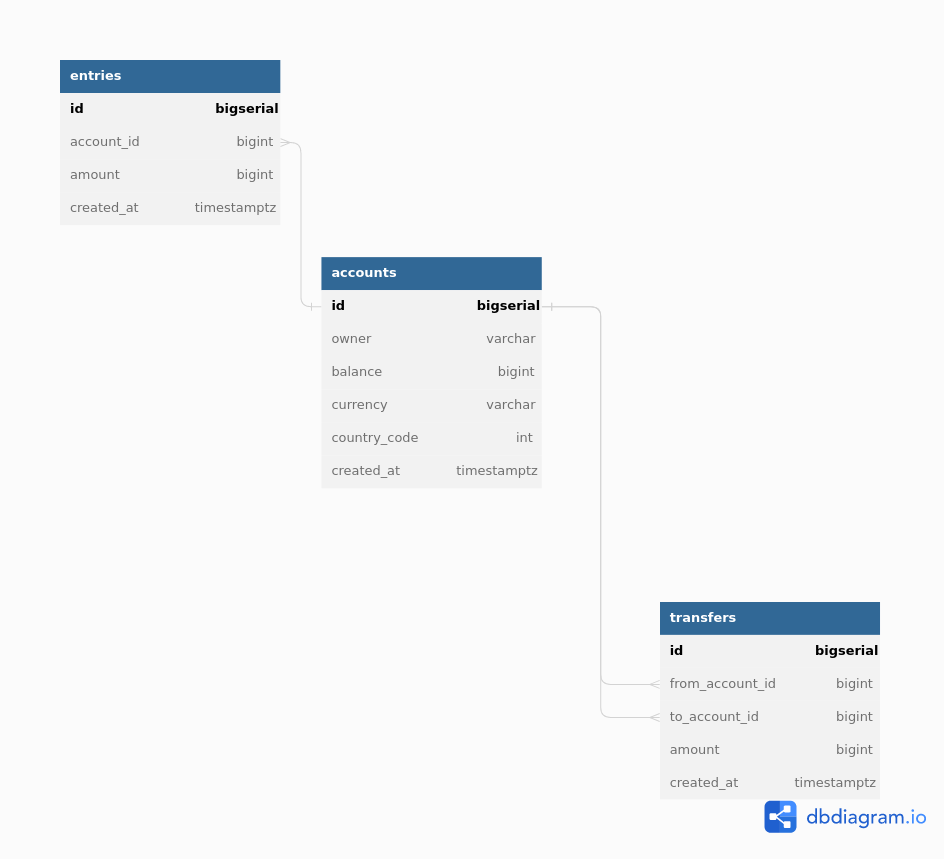 entries
id bigserial
account_id bigint
amount bigint
created_at timestamptz
accounts
id bigserial
owner varchar
balance bigint
currency varchar
country_code int
created_at timestamptz
transfers
id bigserial
from_account_id bigint
to_account_id bigint
amount bigint
created_at timestamptz
dbdiagram.io